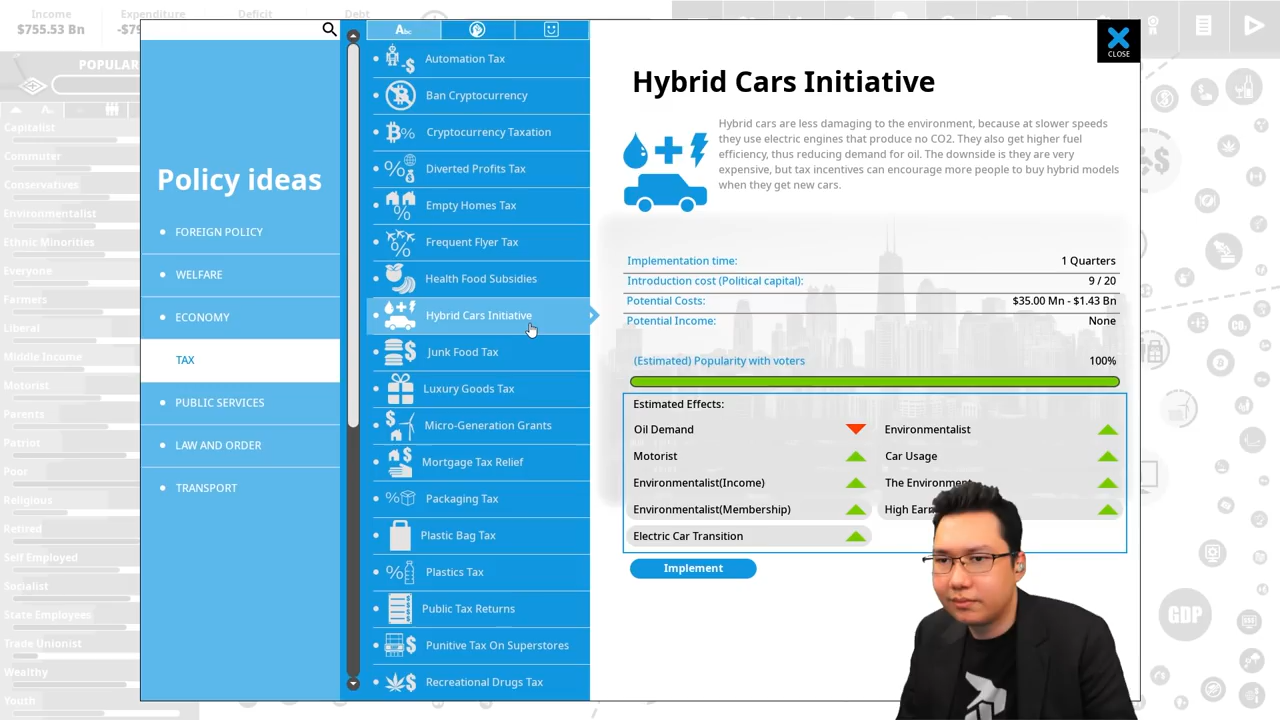 Income
Expenditure
Deficit
Debt
$755.53 Bn
-$79
POPULAR
Capitalist
Commuter
Conservatives
Environmentalist
Ethnic Minorities
Everyone
Farmers
Liberal
Middle Income
Motorist
Parents
Patriot
Poor
Religious
Retired
Self Employed
Socialist
State Employees
Trade Unionist
Wealthy
Youth
Policy ideas
FOREIGN POLICY
WELFARE
ECONOMY
TAX
PUBLIC SERVICES
LAW AND ORDER
TRANSPORT
Abc
Automation Tax
Ban Cryptocurrency
Cryptocurrency Taxation
Diverted Profits Tax
Empty Homes Tax
Frequent Flyer Tax
Health Food Subsidies
Hybrid Cars Initiative
Junk Food Tax
Luxury Goods Tax
Micro-Generation Grants
Mortgage Tax Relief
Packaging Tax
Plastic Bag Tax
Plastics Tax
Public Tax Returns
Punitive Tax On Superstores
Recreational Drugs Tax
CLOSE
Hybrid Cars Initiative
Hybrid cars are less damaging to the environment, because at slower speeds
they use electric engines that produce no CO2. They also get higher fuel
efficiency, thus reducing demand for oil. The downside is they are very
expensive, but tax incentives can encourage more people to buy hybrid models
when they get new cars.
Implementation time: 1 Quarters
Introduction cost (Political capital): 9 / 20
Potential Costs: $35.00 Mn - $1.43 Bn
Potential Income: None
(Estimated) Popularity with voters 100%
Estimated Effects:
Oil Demand Environmentalist
Motorist Car Usage
Environmentalist(Income) The Environment
Environmentalist(Membership) High Earn
Electric Car Transition
Implement
GDP